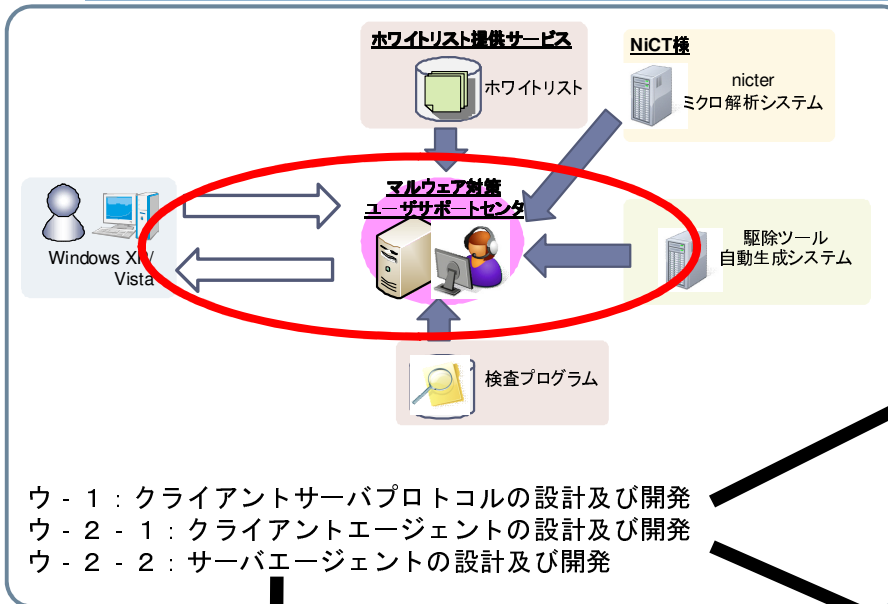 ホワイトリスト提供サービス
ホワイトリスト
NiCT様
nicter
ミクロ解析システム
マルウェア対策
ユーザサポートセンタ
Windows XP/
Vista
駆除ツール
自動生成システム
検査プログラム
ウ - 1 : クライアントサーバプロトコルの設計及び開発
ウ - 2 - 1 : クライアントエージェントの設計及び開発
ウ - 2 - 2 : サーバエージェントの設計及び開発